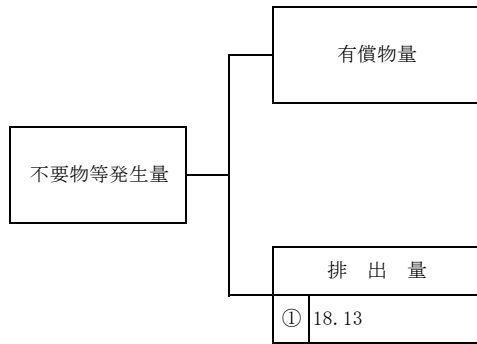 有償物量
不要物等発生量
排 出 量
① 18.13